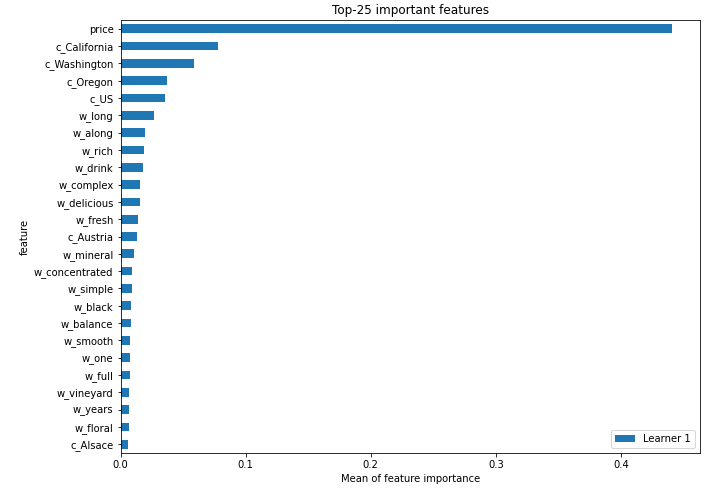 Top-25 important features
price
c_California
c_Washington
c_Oregon
c_US
w_long
w_along
w_rich
w_drink
w_complex
w_delicious
w_fresh
c_Austria
w_mineral
w_concentrated
w_simple
w_black
w_balance
w_smooth
w_one
w_full
w_vineyard
w_years
w_floral
c_Alsace
feature
Learner 1
0.0 0.1 0.2 0.3 0.4
Mean of feature importance